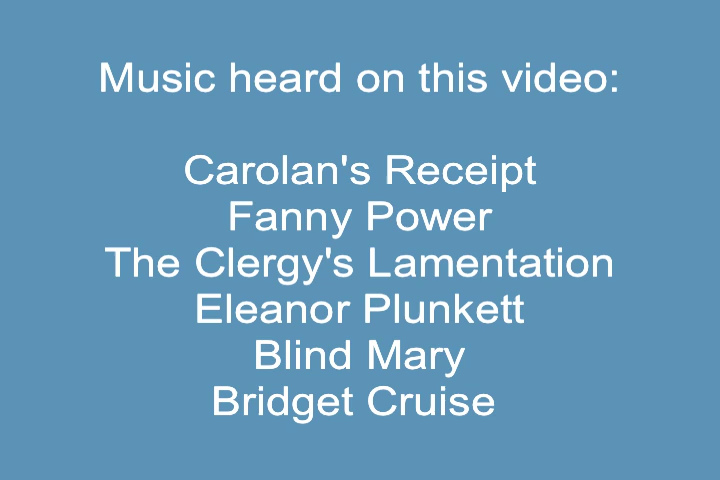 Music heard on this video:
Carolan's Receipt
Fanny Power
The Clergy's Lamentation
Eleanor Plunkett
Blind Mary
Bridget Cruise